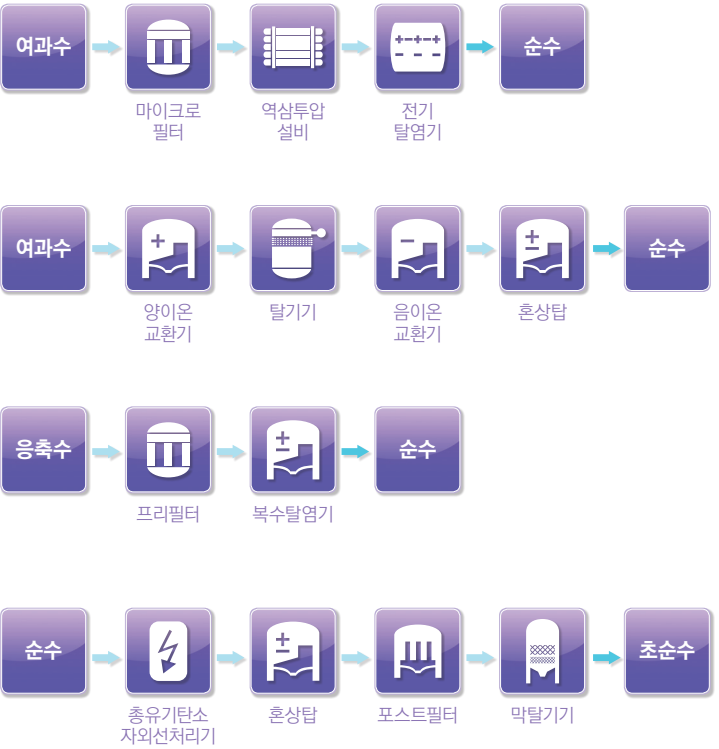 여과수
순수
마이크로
필터
역삼투압
설비
전기
탈염기
여과수
순수
양이온
교환기
탈기기
음이온
교환기
혼상탑
응축수
순수
프리필터
복수탈염기
순수
초순수
총유기탄소
자외선처리기
혼상탑
포스트필터
막탈기기